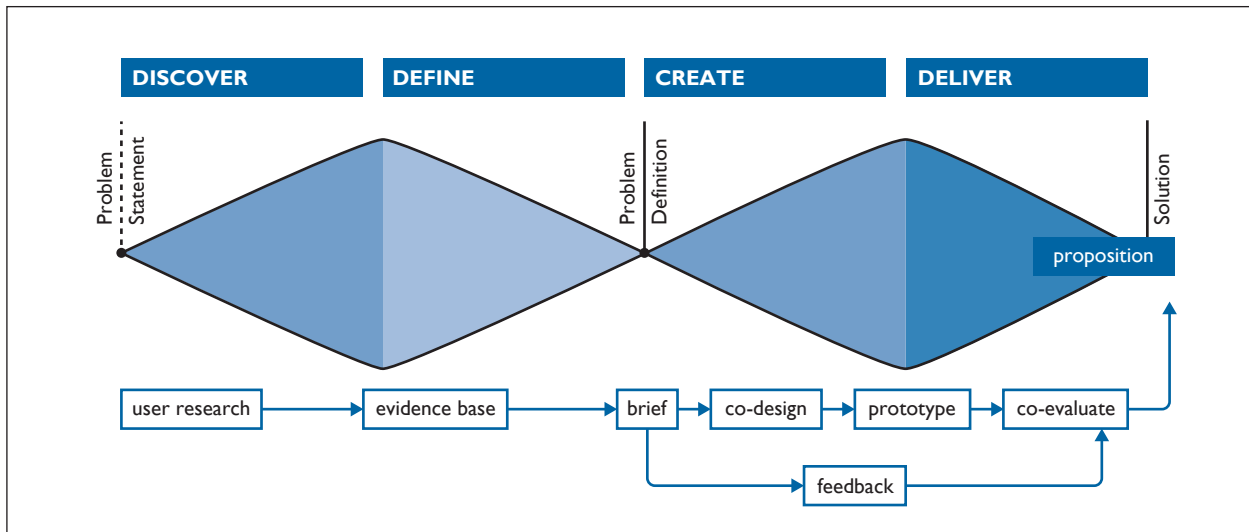 DISCOVER
DEFINE
CREATE
DELIVER
Problem
Statement
Problem
Definition
Solution
proposition
user research
evidence base
brief
co-design
prototype
co-evaluate
feedback